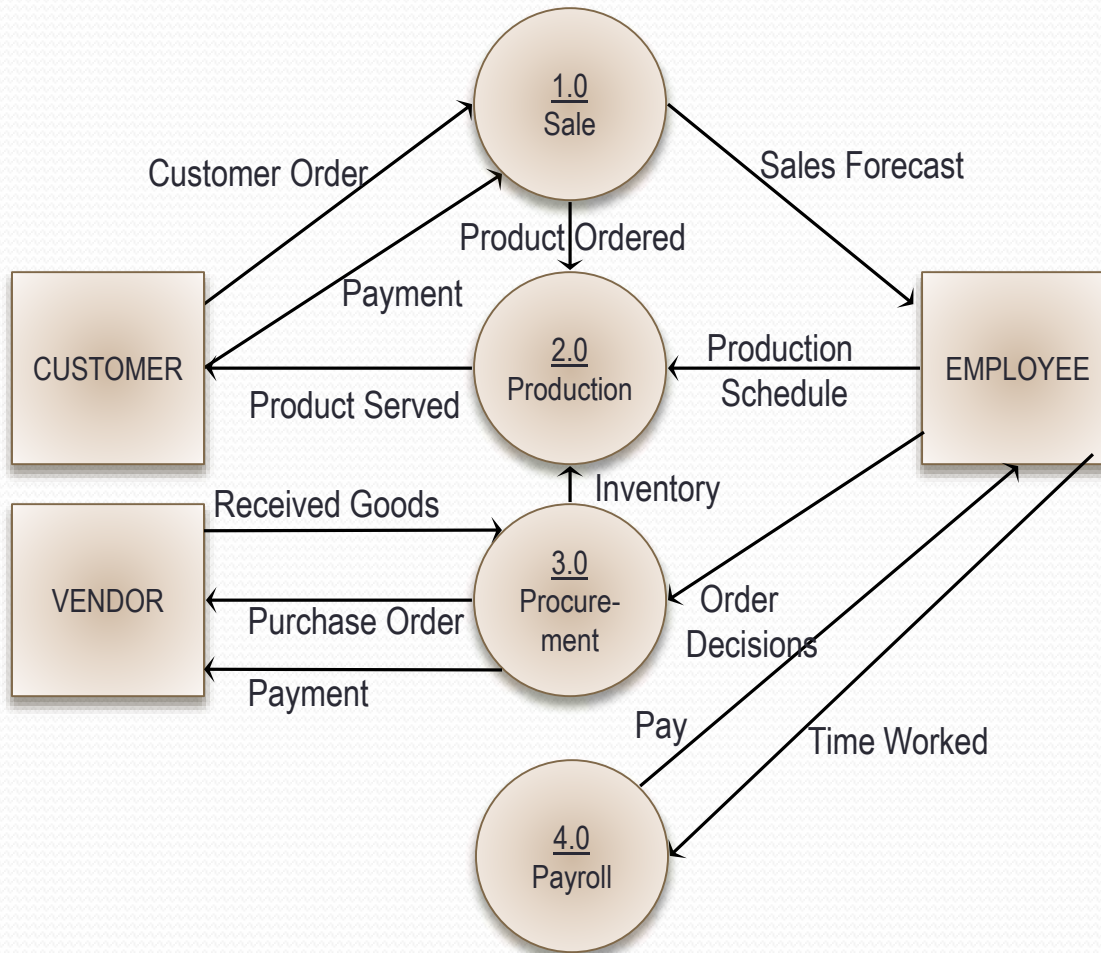 1.0
Sale
Customer Order
Sales Forecast
Product Ordered
Payment
CUSTOMER
2.0
Production
Production
Schedule
EMPLOYEE
Product Served
Received Goods
Inventory
VENDOR
3.0
Procure-
ment
Purchase Order
Order
Decisions
Payment
Pay
Time Worked
4.0
Payroll